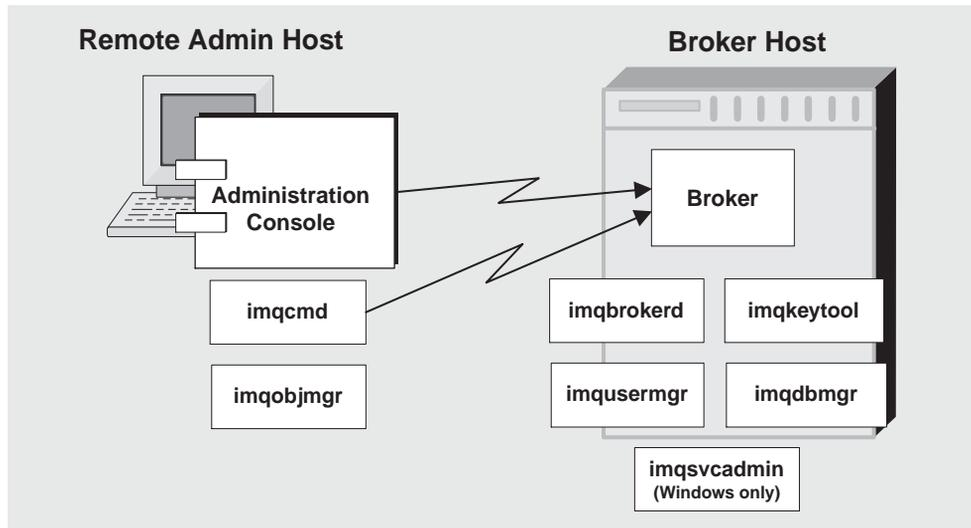 Remote Admin Host
Broker Host
Administration
Console
Broker
imqcmd
imqobjmgr
imqbrokerd
imqkeytool
imqusermgr
imqdbmgr
imqsvcadmin
(Windows only)